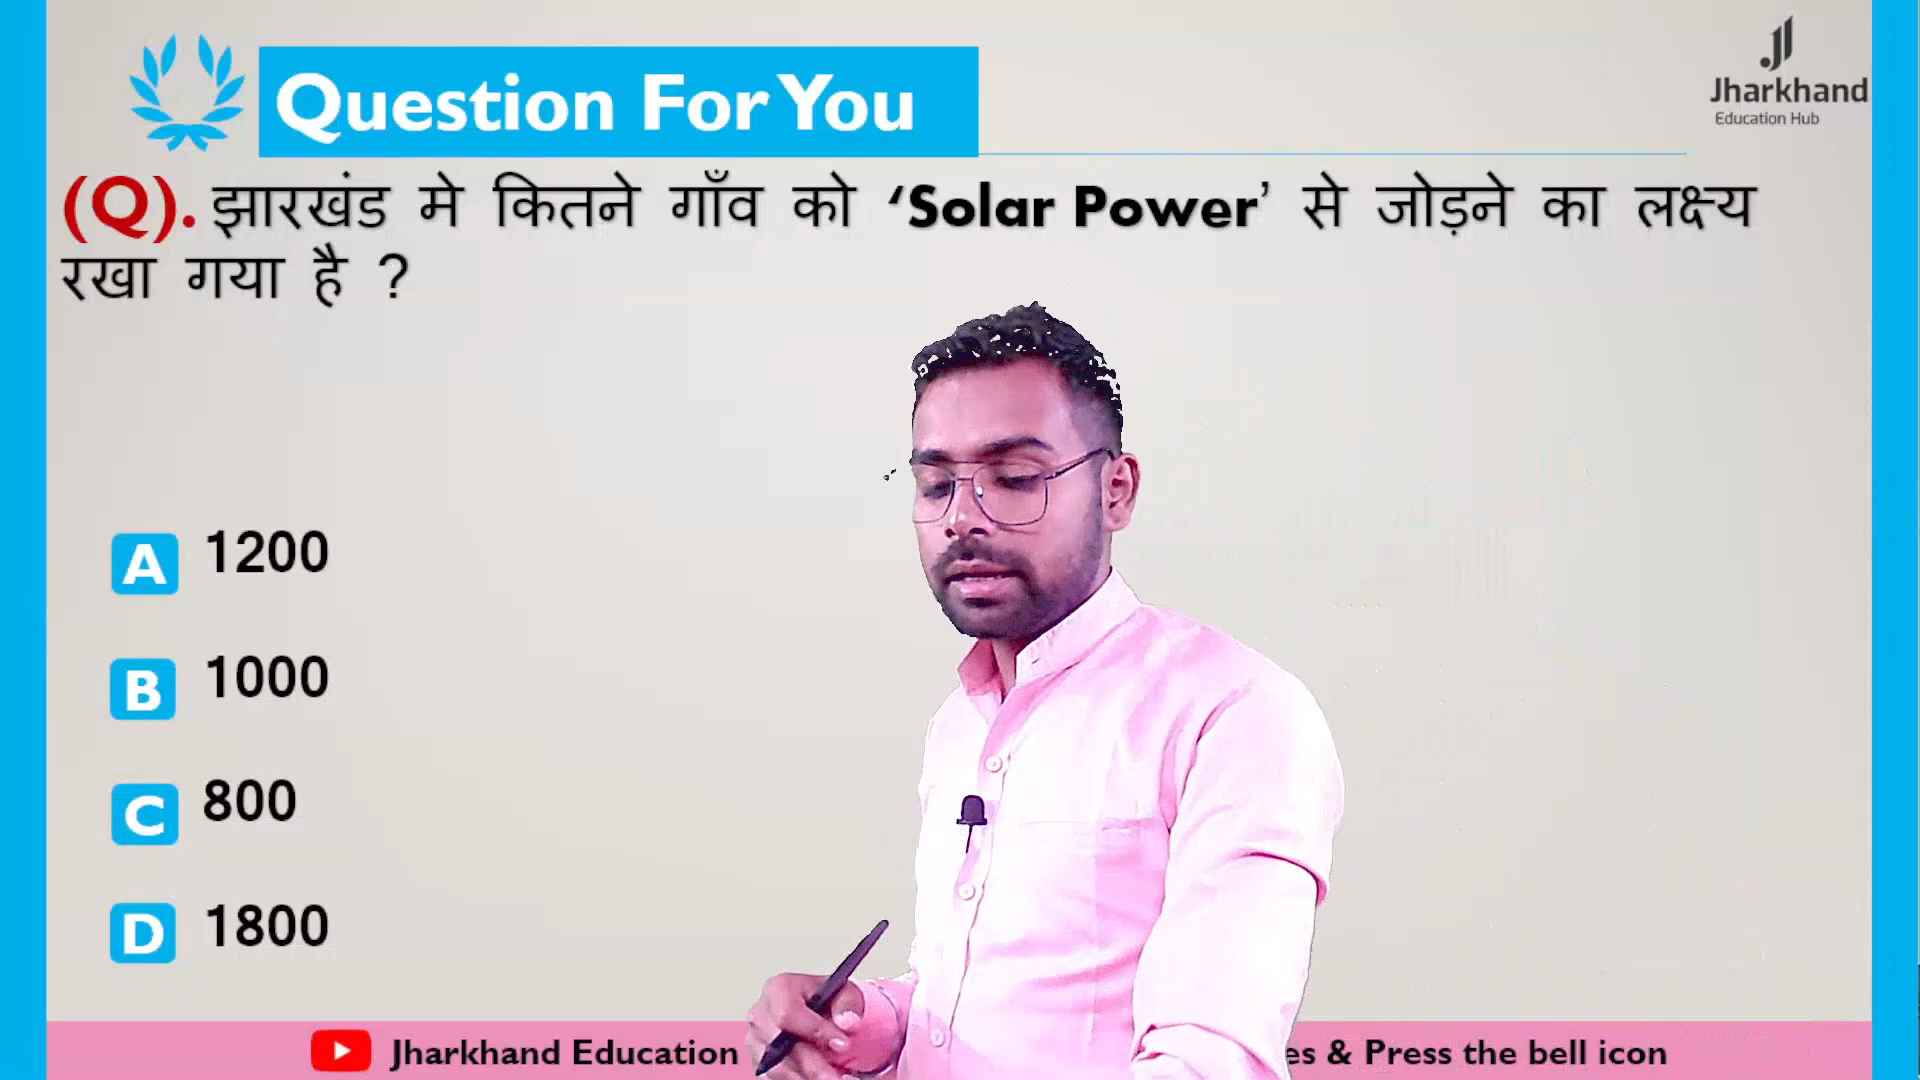 Question For You
Jharkhand
Education Hub
(Q). झारखंड मे कितने गाँव को ‘Solar Power’ से जोड़ने का लक्ष्य
रखा गया है ?
A 1200
B 1000
C 800
D 1800
Jharkhand Education
es & Press the bell icon